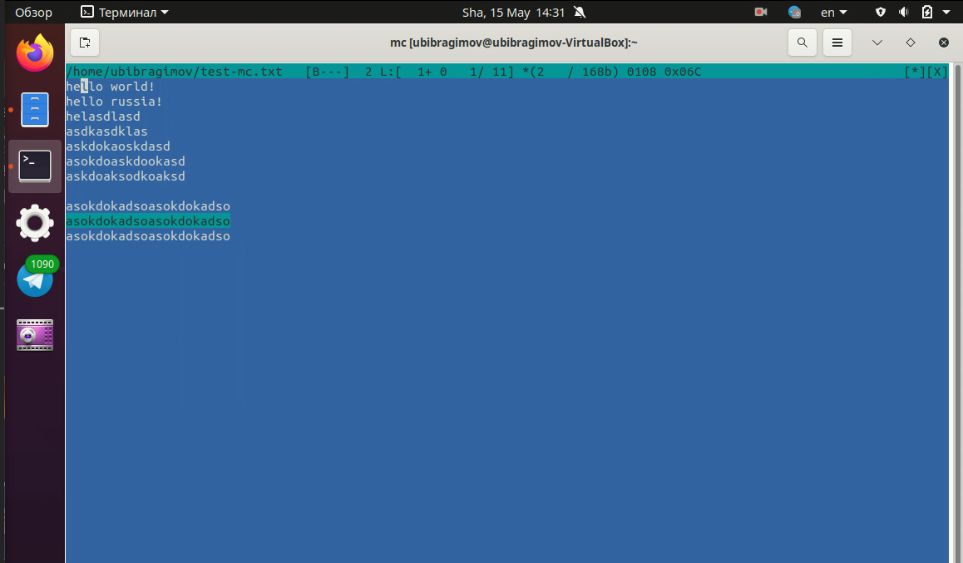 Обзор
Терминал
Sha, 15 May 14:31
en
mc [ubibragimov@ubibragimov-VirtualBox]:~
/home/ubibragimov/test-mc.txt [B---] 2 L:[ 1+ 0 1/ 11] *(2 / 168b) 0108 0x06C [*][X]
hello world!
hello russia!
helasdlasd
asdkasdklas
askdokaoskdasd
asokdoaskdookasd
askdoaksodkoaksd
asokdokadsoasokdokadso
asokdokadsoasokdokadso
asokdokadsoasokdokadso
1090